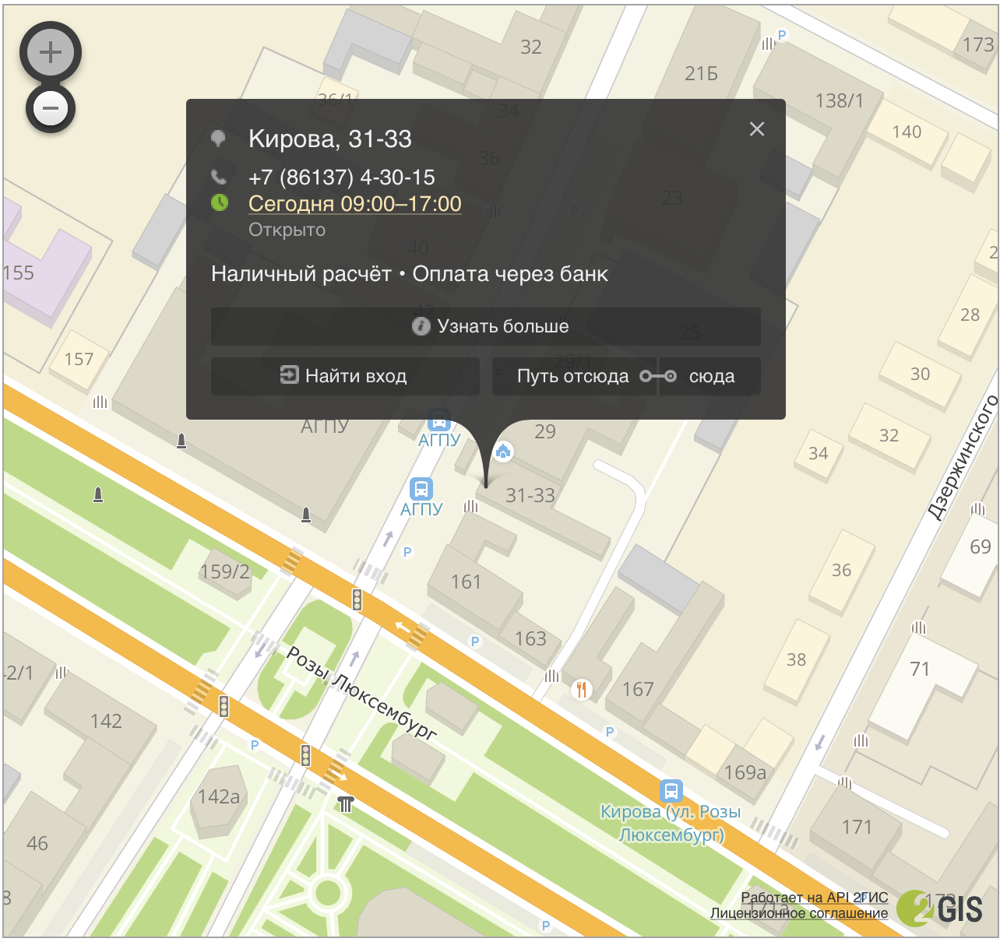 32
173
21Б
138/1
36/1
34
140
Кирова, 31-33
36
+7 (86137) 4-30-15
23
Сегодня 09:00–17:00
Открыто
40
155
Наличный расчёт • Оплата через банк
42
28
Узнать больше
25
157
29/1
30
Найти вход
Путь отсюда
сюда
АГПУ
29
АГПУ
32
34
Дзержинского
31-33
АГПУ
69
P
159/2
161
36
163
P
38
71
Розы Люксембург
2/1
167
142
P
P
169а
142а
Кирова (ул. Розы
Люксембург)
171
46
Работает на API 2ГИС
Лицензионное соглашение
2GIS
P